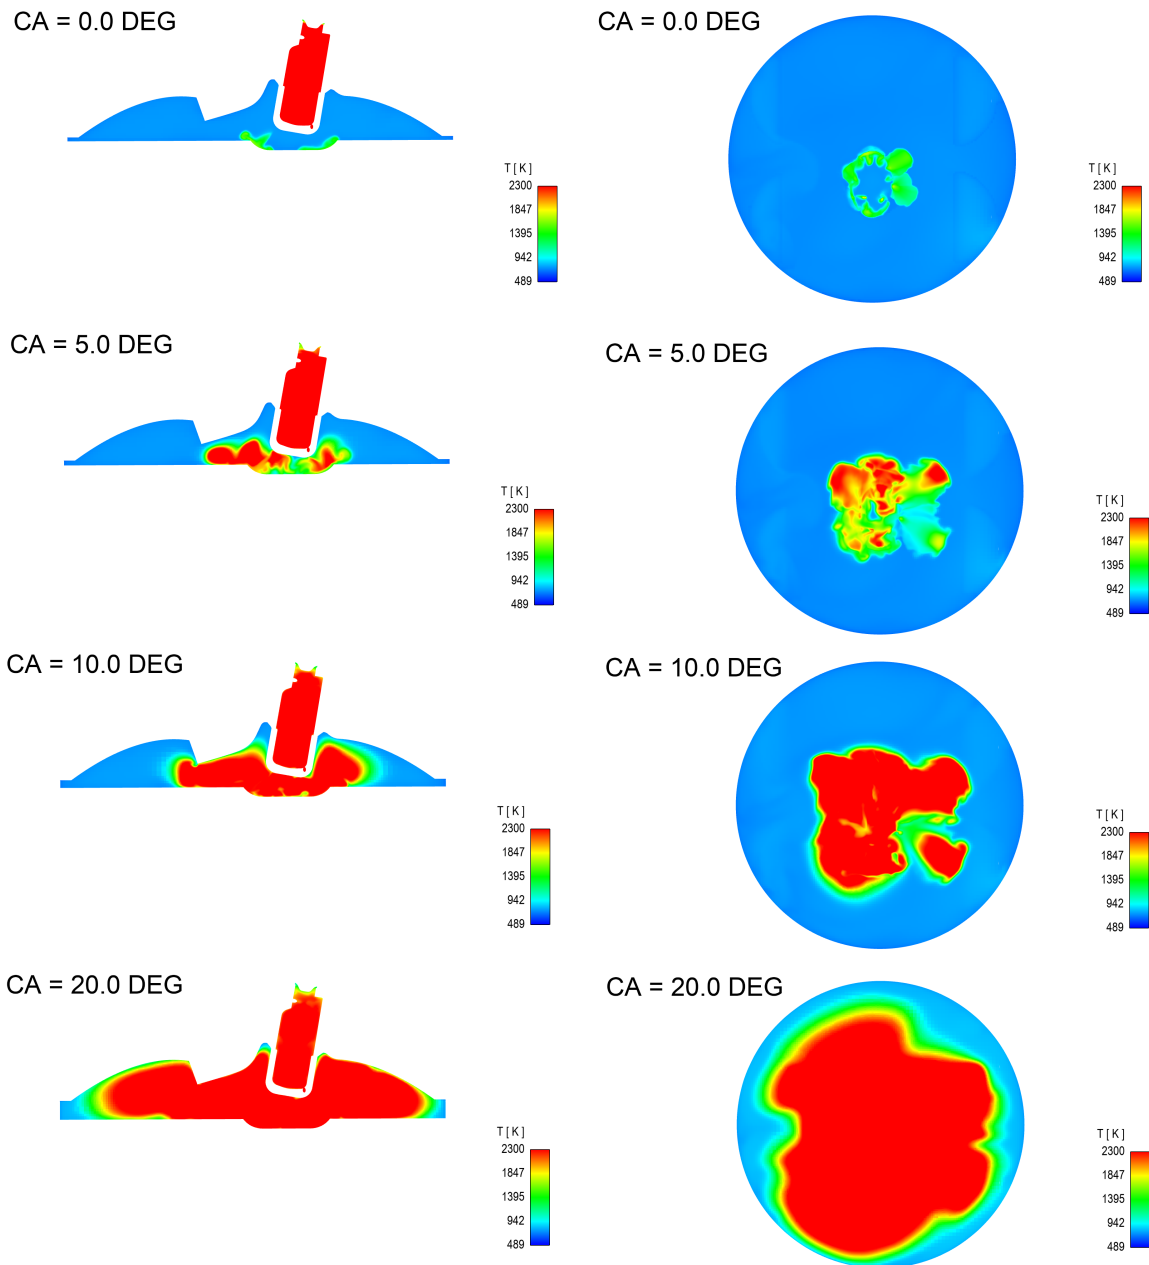 CA = 0.0 DEG
T [ K ]
2300
1847
1395
942
489
CA = 0.0 DEG
T [ K ]
2300
1847
1395
942
489
CA = 5.0 DEG
T [ K ]
2300
1847
1395
942
489
CA = 5.0 DEG
T [ K ]
2300
1847
1395
942
489
CA = 10.0 DEG
T [ K ]
2300
1847
1395
942
489
CA = 10.0 DEG
T [ K ]
2300
1847
1395
942
489
CA = 20.0 DEG
T [ K ]
2300
1847
1395
942
489
CA = 20.0 DEG
T [ K ]
2300
1847
1395
942
489